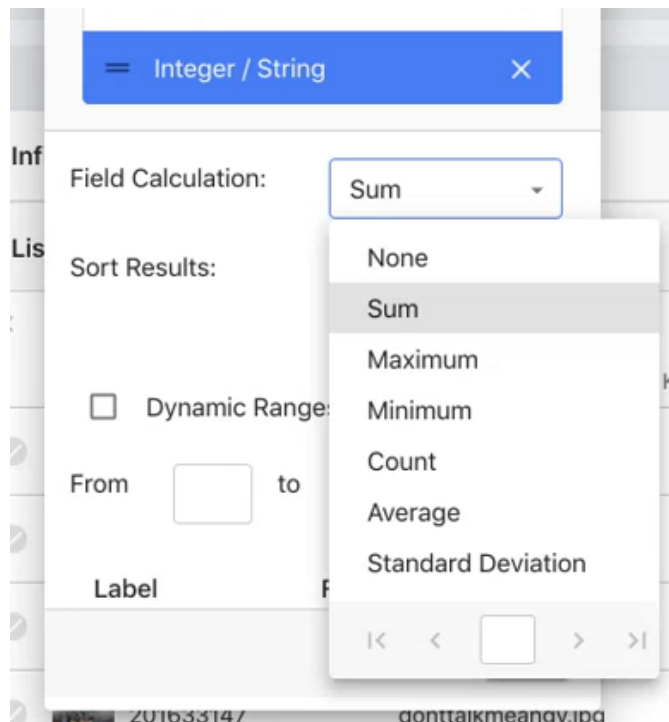 Integer / String
Inf
Field Calculation:
Sum
Lis
Sort Results:
None
Sum
Maximum
Minimum
Count
Average
Standard Deviation
Dynamic Range
From
to
Label
201633147
donttalkmeangy.jpg